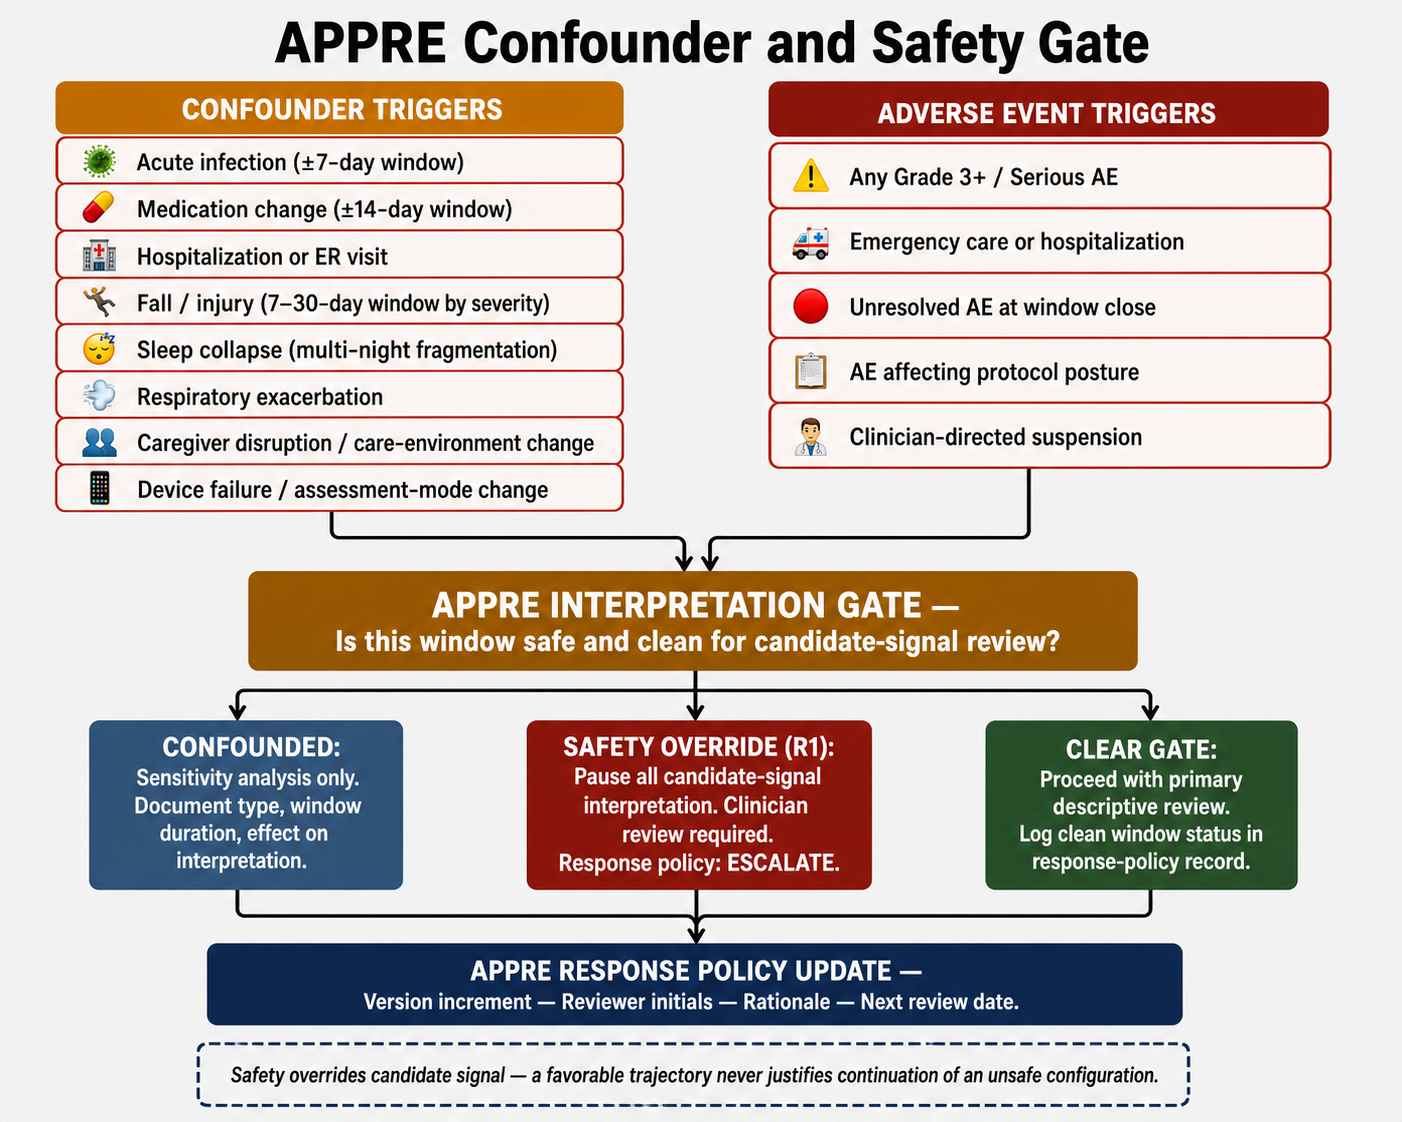 APPRE Confounder and Safety Gate
CONFOUNDER TRIGGERS
Acute infection (±7-day window)
Medication change (±14-day window)
Hospitalization or ER visit
Fall / injury (7–30-day window by severity)
Sleep collapse (multi-night fragmentation)
Respiratory exacerbation
Caregiver disruption / care-environment change
Device failure / assessment-mode change
ADVERSE EVENT TRIGGERS
Any Grade 3+ / Serious AE
Emergency care or hospitalization
Unresolved AE at window close
AE affecting protocol posture
Clinician-directed suspension
APPRE INTERPRETATION GATE —
Is this window safe and clean for candidate-signal review?
CONFOUNDED:
Sensitivity analysis only.
Document type, window
duration, effect on
interpretation.
SAFETY OVERRIDE (R1):
Pause all candidate-signal
interpretation. Clinician
review required.
Response policy: ESCALATE.
CLEAR GATE:
Proceed with primary
descriptive review.
Log clean window status in
response-policy record.
APPRE RESPONSE POLICY UPDATE —
Version increment — Reviewer initials — Rationale — Next review date.
Safety overrides candidate signal — a favorable trajectory never justifies continuation of an unsafe configuration.